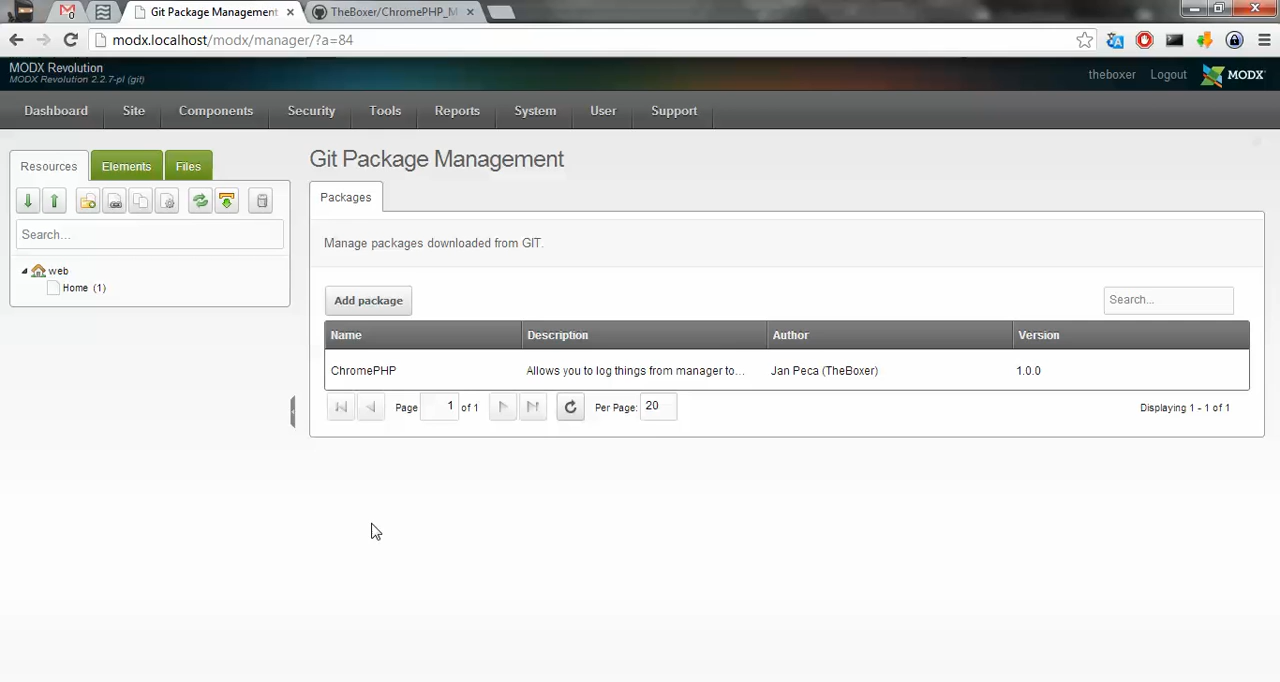 Git Package Management
TheBoxer/ChromePHP_M
modx.localhost/modx/manager/?a=84
MODX Revolution
MODX Revolution 2.2.7-pl (git)
theboxer Logout MODX
Dashboard Site Components Security Tools Reports System User Support
Resources Elements Files
Search...
web
Home (1)
Git Package Management
Packages
Manage packages downloaded from GIT.
Add package Search...
Name Description Author Version
ChromePHP Allows you to log things from manager to... Jan Peca (TheBoxer) 1.0.0
Page 1 of 1 Per Page: 20 Displaying 1 - 1 of 1